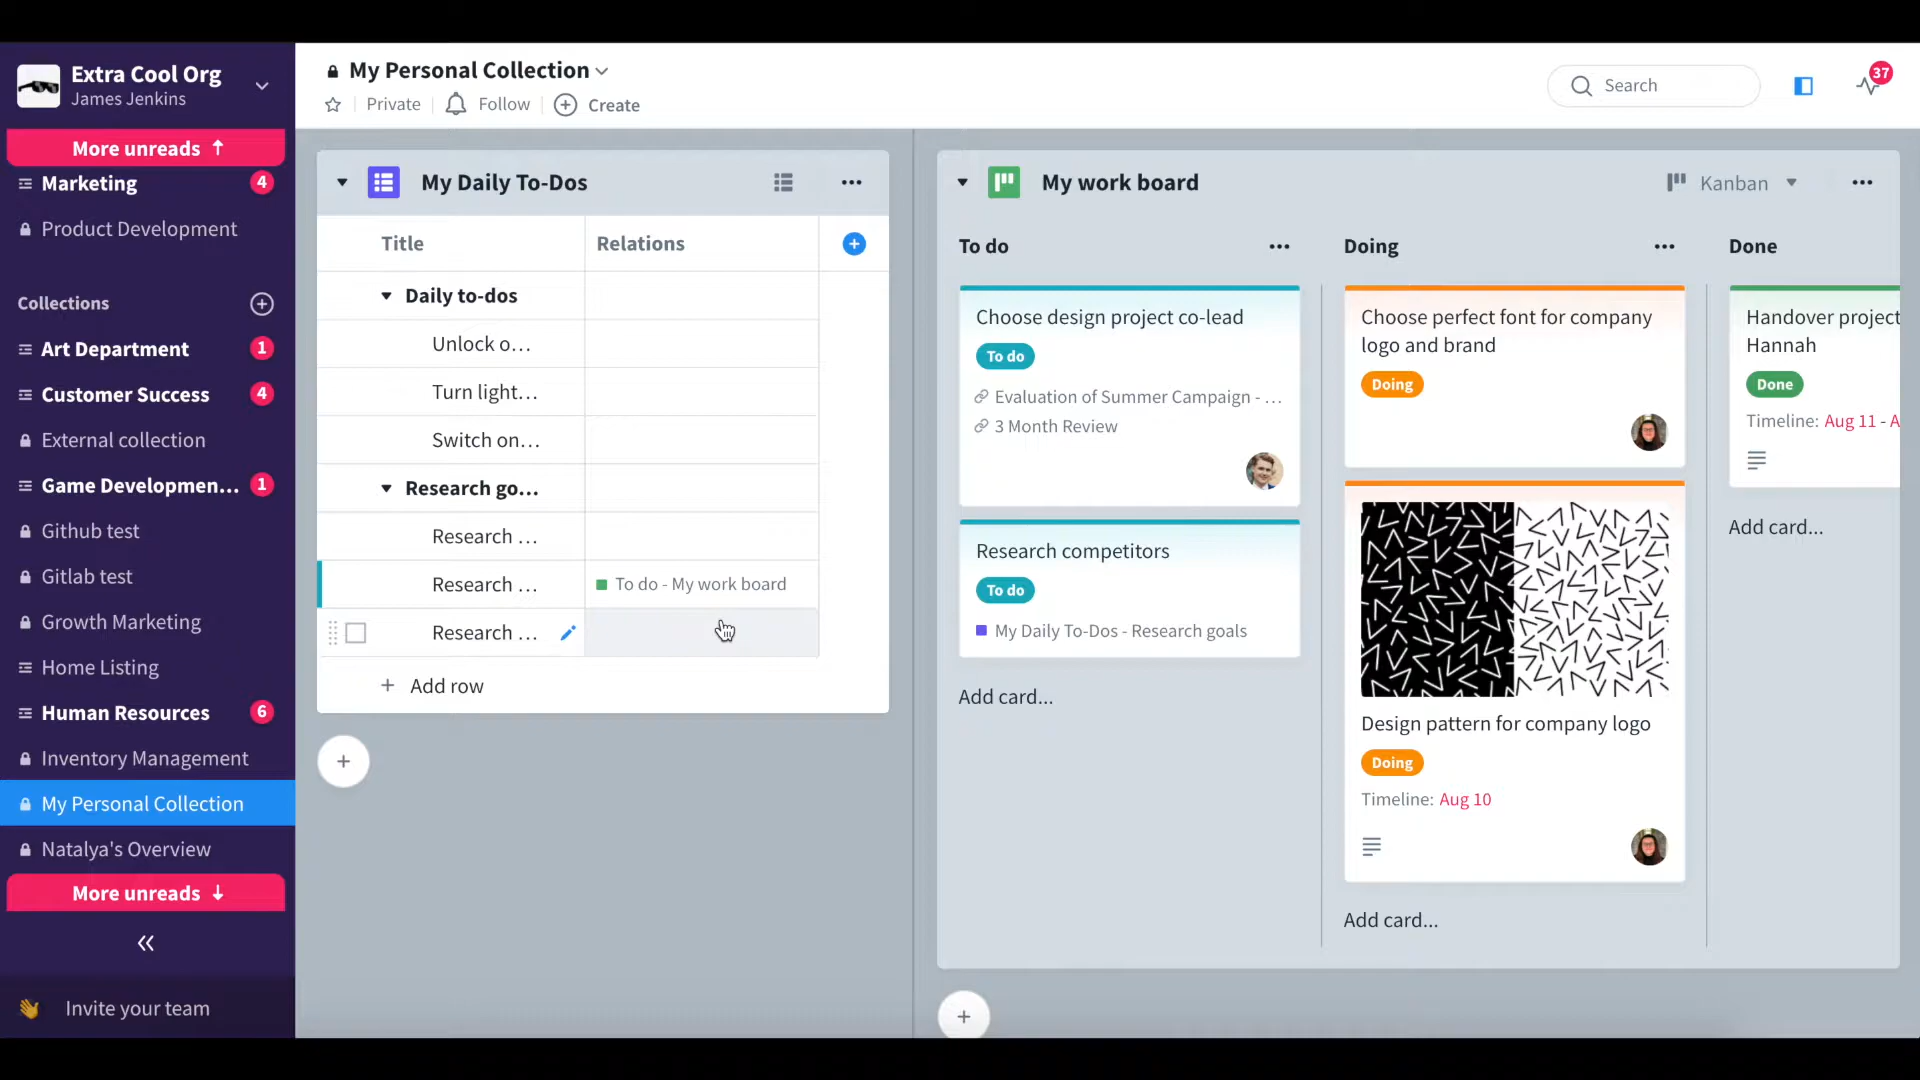 Extra Cool Org
James Jenkins
More unreads ↑
Marketing 4
Product Development
Collections
Art Department 1
Customer Success 4
External collection
Game Developmen... 1
Github test
Gitlab test
Growth Marketing
Home Listing
Human Resources 6
Inventory Management
My Personal Collection
Natalya's Overview
More unreads ↓
Invite your team
My Personal Collection
Private
Follow
Create
Search
37
My Daily To-Dos
Title
Relations
Daily to-dos
Unlock o...
Turn light...
Switch on...
Research go...
Research ...
Research ...
To do - My work board
Research ...
Add row
My work board
Kanban
To do
Choose design project co-lead
To do
Evaluation of Summer Campaign - ...
3 Month Review
Research competitors
To do
My Daily To-Dos - Research goals
Add card...
Doing
Choose perfect font for company
logo and brand
Doing
Design pattern for company logo
Doing
Timeline: Aug 10
Add card...
Done
Handover project
Hannah
Done
Timeline: Aug 11 - A
Add card...